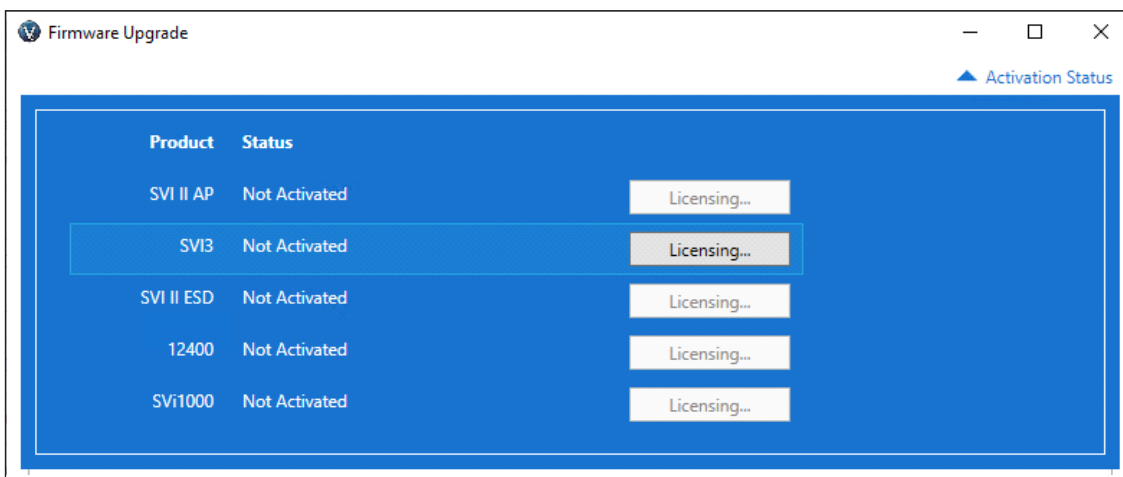 Firmware Upgrade
Activation Status
Product Status
SVI II AP Not Activated Licensing...
SVI3 Not Activated Licensing...
SVI II ESD Not Activated Licensing...
12400 Not Activated Licensing...
SVi1000 Not Activated Licensing...